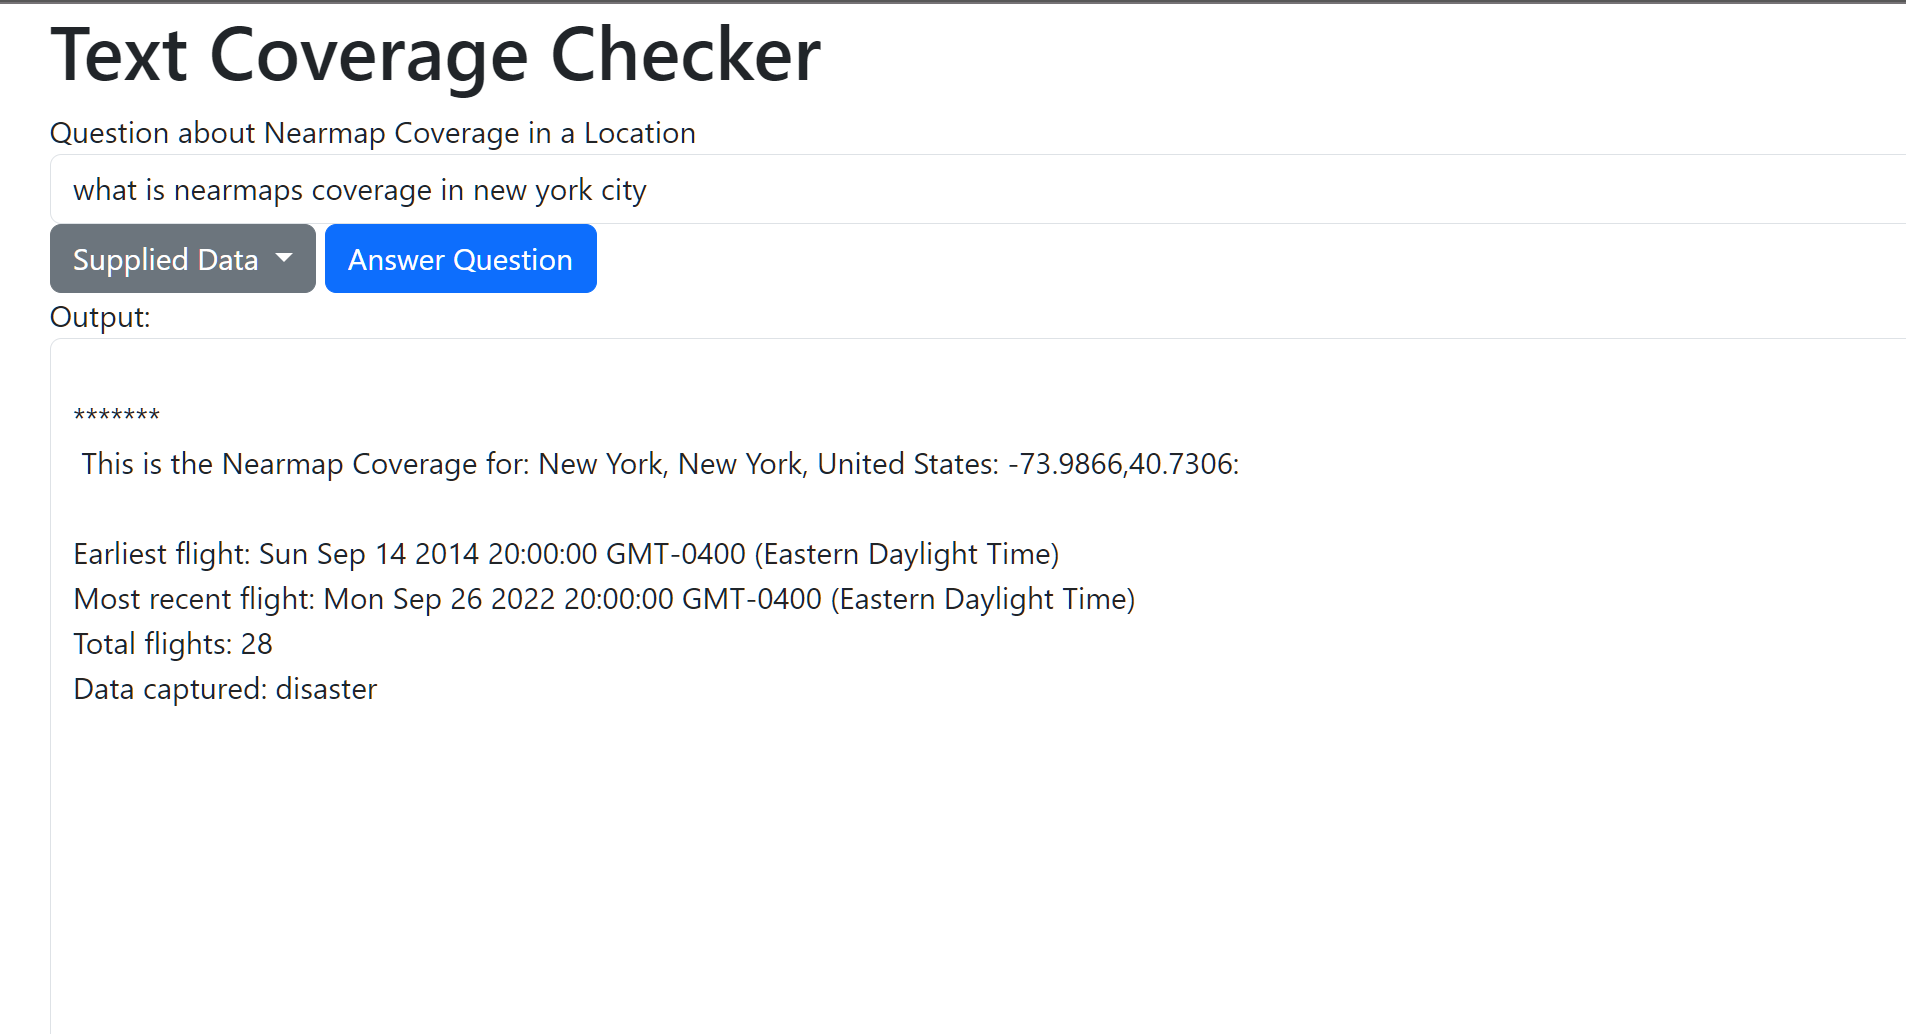 Text Coverage Checker
Question about Nearmap Coverage in a Location
what is nearmaps coverage in new york city
Supplied Data
Answer Question
Output:
*******
This is the Nearmap Coverage for: New York, New York, United States: -73.9866,40.7306:
Earliest flight: Sun Sep 14 2014 20:00:00 GMT-0400 (Eastern Daylight Time)
Most recent flight: Mon Sep 26 2022 20:00:00 GMT-0400 (Eastern Daylight Time)
Total flights: 28
Data captured: disaster